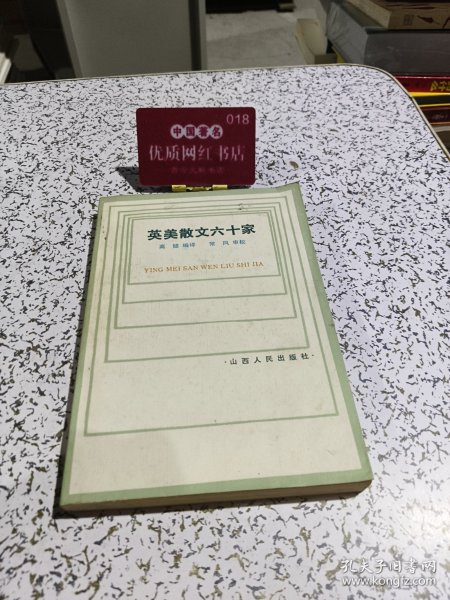 018
中国著名
优质网红书店
英美散文六十家
高健 编译 常风 审校
YING MEI SAN WEN LIU SHI JIA
·山西人民出版社·
孔夫子旧书网
www.kongfz.com